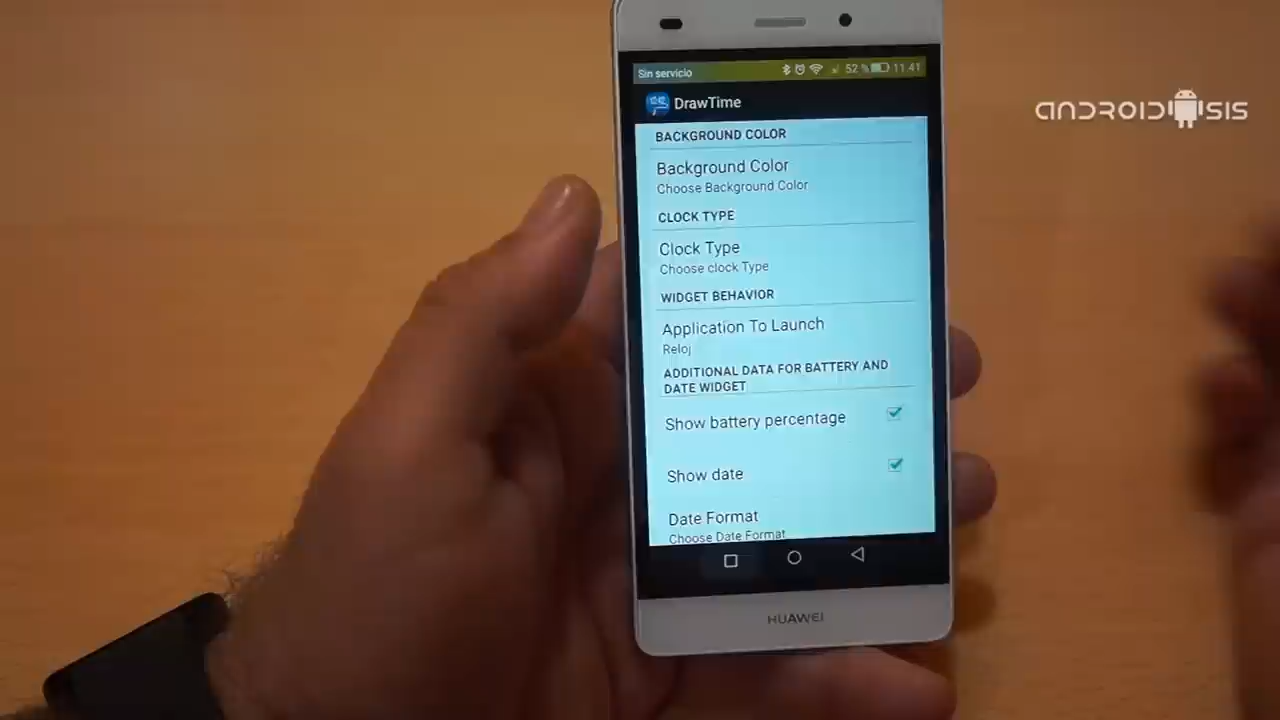 Sin servicio 52 % 11:41
DrawTime
BACKGROUND COLOR
Background Color
Choose Background Color
CLOCK TYPE
Clock Type
Choose clock Type
WIDGET BEHAVIOR
Application To Launch
Reloj
ADDITIONAL DATA FOR BATTERY AND
DATE WIDGET
Show battery percentage
Show date
Date Format
Choose Date Format
HUAWEI
ANDROIDSIS